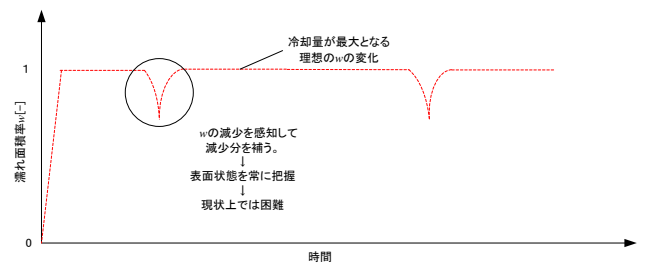 冷却量が最大となる
理想のwの変化
1
濡れ面積率w[-]
wの減少を感知して
減少分を補う。
↓
表面状態を常に把握
↓
現状上では困難
0
時間